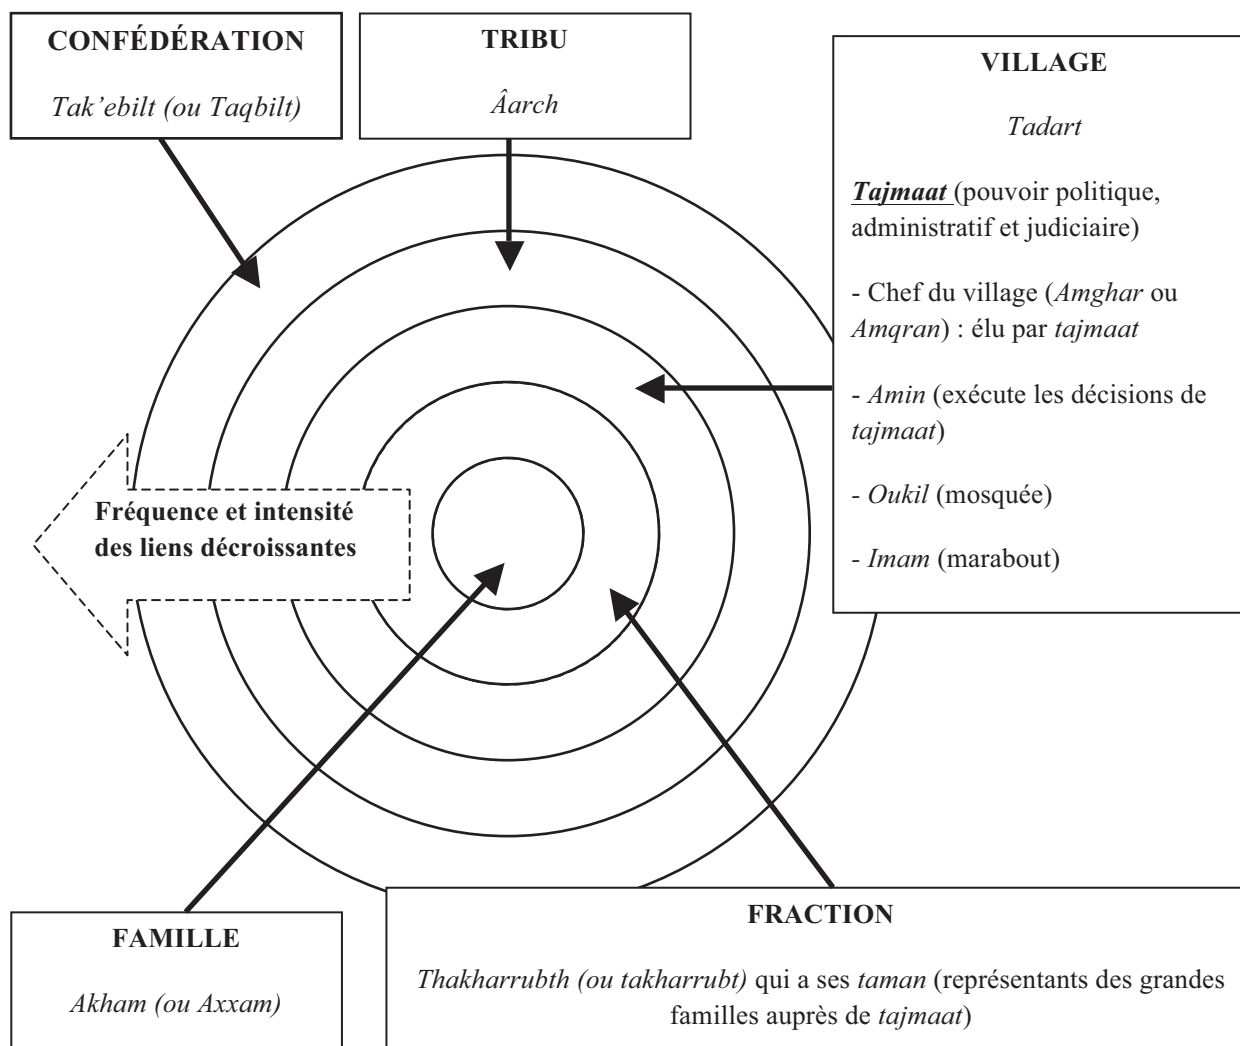 CONFÉDÉRATION
Tak’ebilt (ou Taqbilt)
TRIBU
Âarch
VILLAGE
Tadart
Tajmaat (pouvoir politique,
administratif et judiciaire)
- Chef du village (Amghar ou
Amqran) : élu par tajmaat
- Amin (exécute les décisions de
tajmaat)
- Oukil (mosquée)
- Imam (marabout)
Fréquence et intensité
des liens décroissantes
FAMILLE
Akham (ou Axxam)
FRACTION
Thakharrubth (ou takharrubt) qui a ses taman (représentants des grandes
familles auprès de tajmaat)